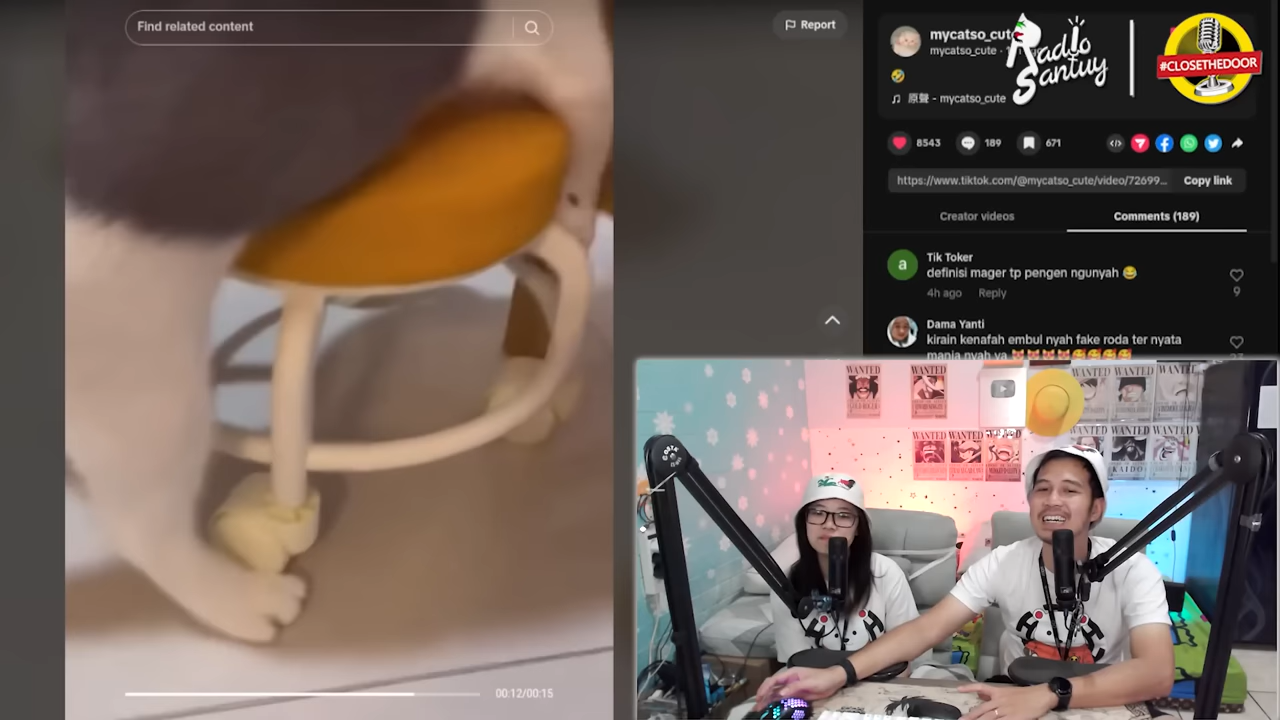 Find related content
Report
mycatso_cute
mycatso_cute
Radio
Santuy
#CLOSETHEDOOR
🤣
原聲 - mycatso_cute
8543
189
671
https://www.tiktok.com/@mycatso_cute/video/72699...
Copy link
Creator videos
Comments (189)
a
Tik Toker
definisi mager tp pengen ngunyah 😂
4h ago
Reply
9
Dama Yanti
kirain kenafah embul nyah fake roda ter nyata
mania nyah ya
WANTED
WANTED
WANTED
WANTED
WANTED
WANTED
WANTED
KAIDO
00:12/00:15